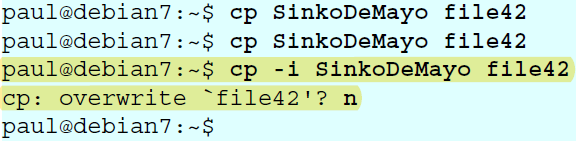 paul@debian7:~$ cp SinkoDeMayo file42
paul@debian7:~$ cp SinkoDeMayo file42
paul@debian7:~$ cp -i SinkoDeMayo file42
cp: overwrite `file42'? n
paul@debian7:~$